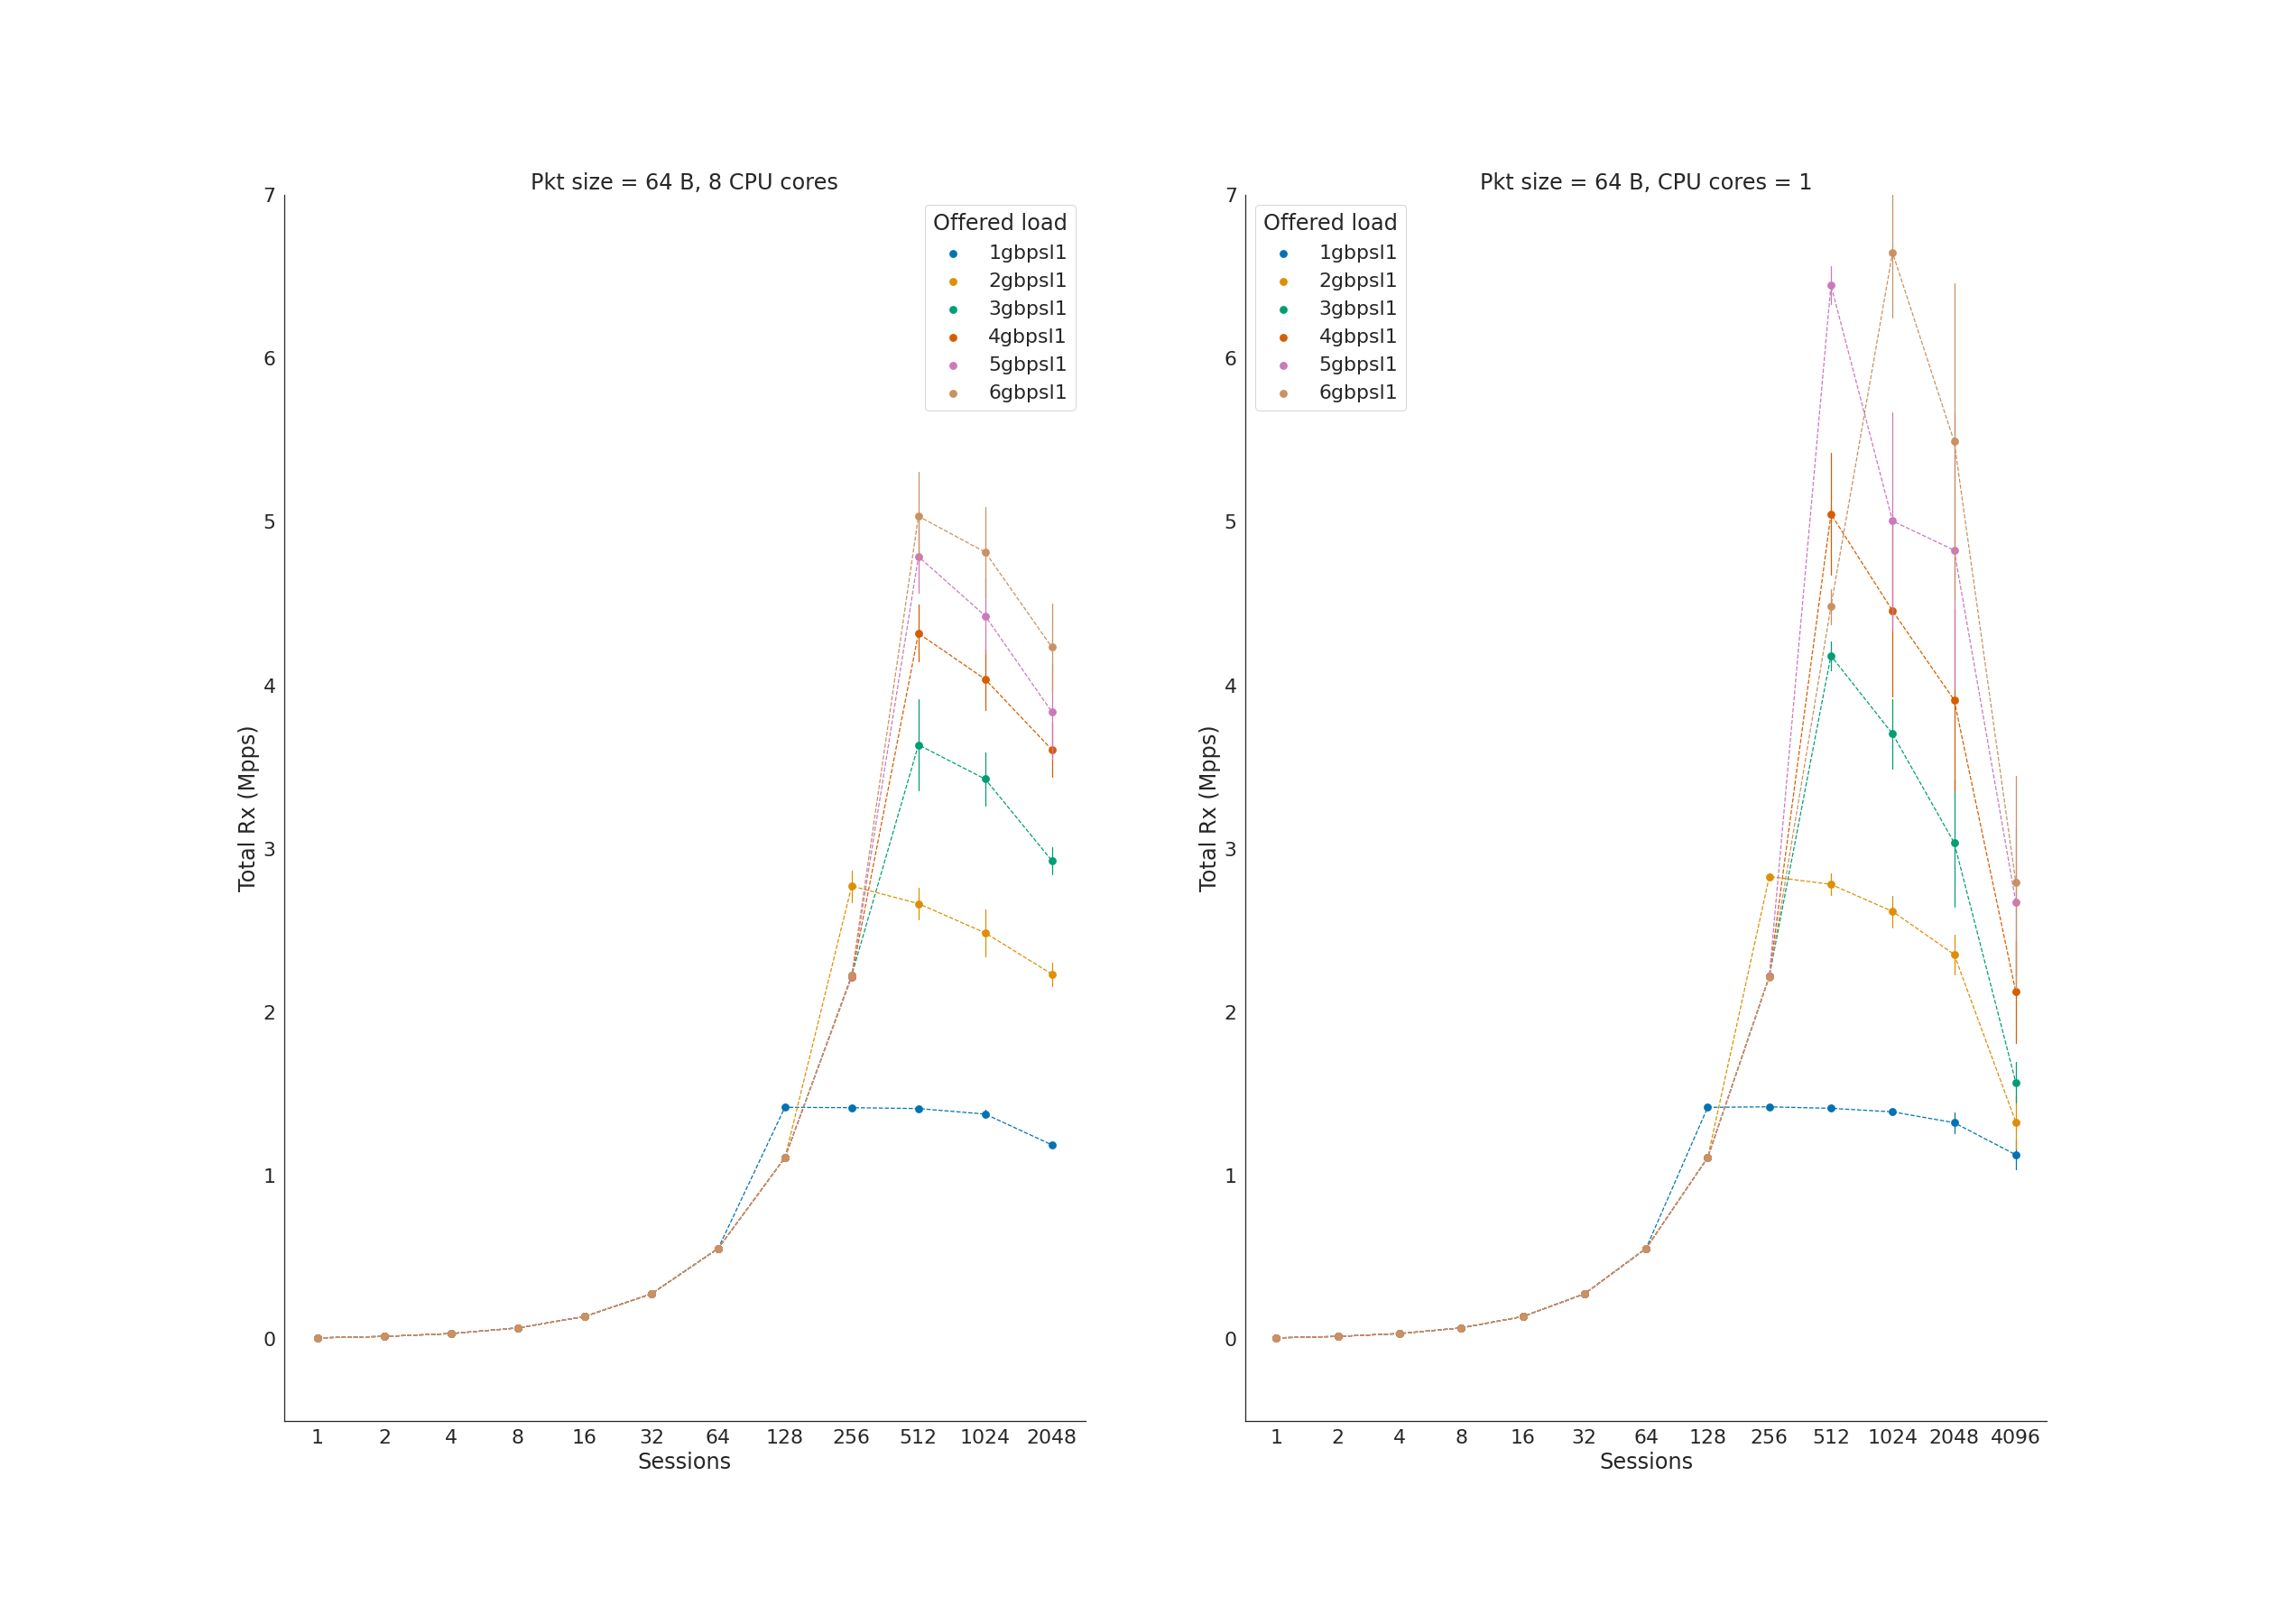 Pkt size = 64 B, 8 CPU cores
7
6
5
4
3
2
1
0
Total Rx (Mpps)
Offered load
1gbpsl1
2gbpsl1
3gbpsl1
4gbpsl1
5gbpsl1
6gbpsl1
1 2 4 8 16 32 64 128 256 512 1024 2048
Sessions
Pkt size = 64 B, CPU cores = 1
7
6
5
4
3
2
1
0
Total Rx (Mpps)
Offered load
1gbpsl1
2gbpsl1
3gbpsl1
4gbpsl1
5gbpsl1
6gbpsl1
1 2 4 8 16 32 64 128 256 512 1024 2048 4096
Sessions